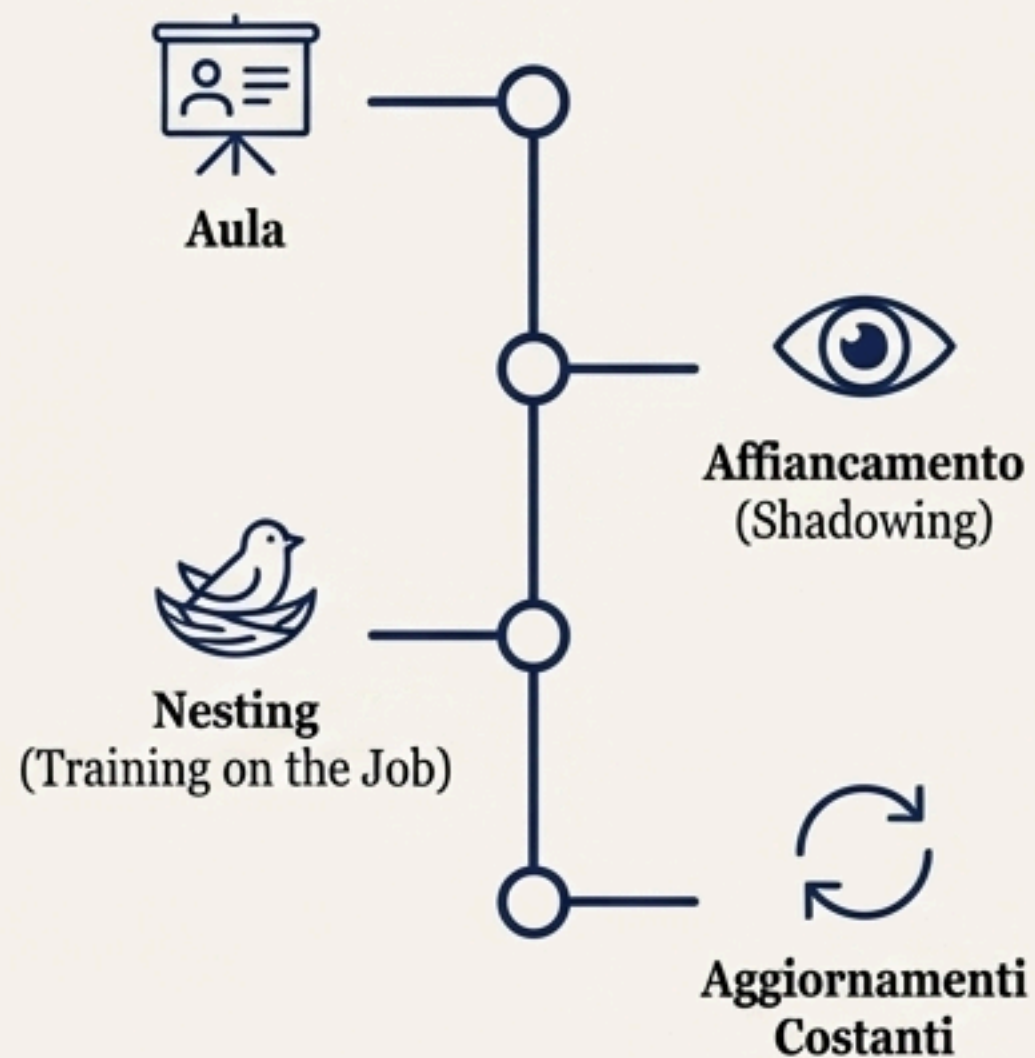 Aula
Affiancamento
(Shadowing)
Nesting
(Training on the Job)
Aggiornamenti
Costanti